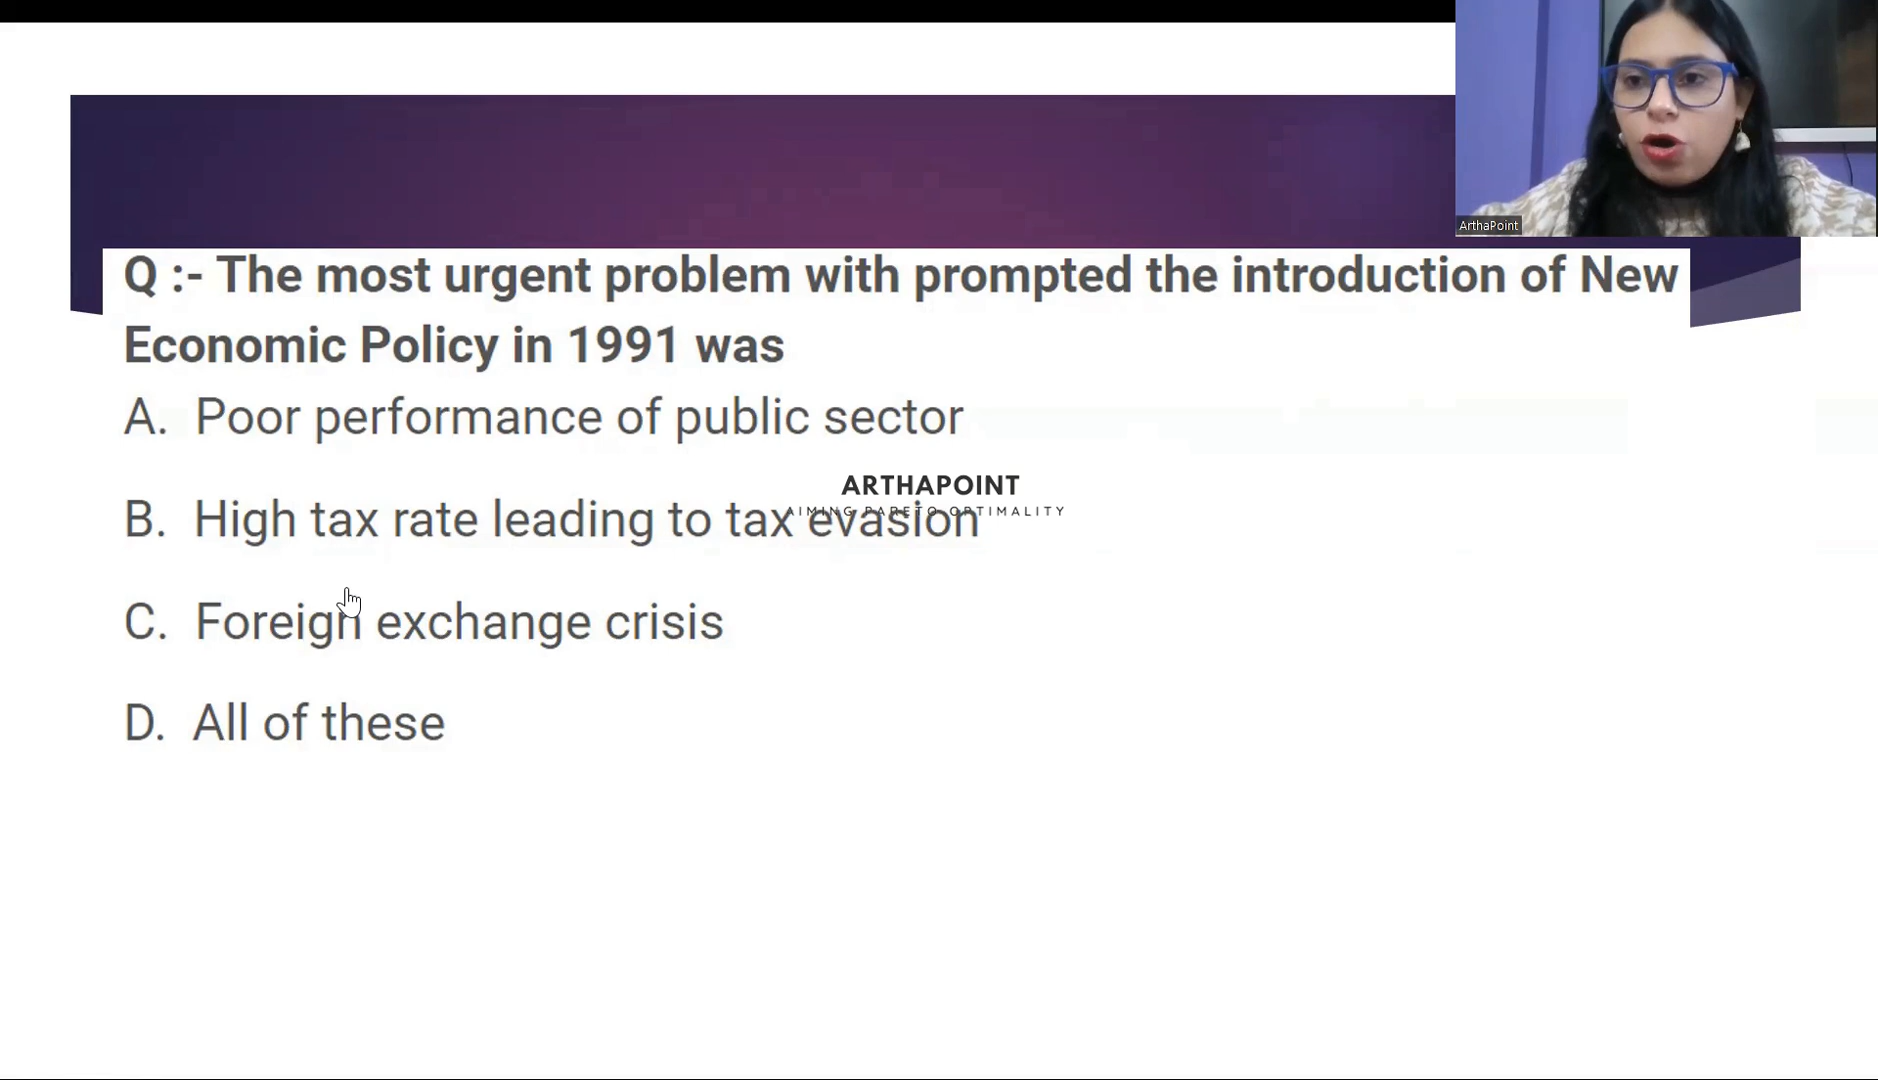 ArthaPoint
Q :- The most urgent problem with prompted the introduction of New
Economic Policy in 1991 was
A. Poor performance of public sector
ARTHAPOINT
AIMING PARETO OPTIMALITY
B. High tax rate leading to tax evasion
C. Foreign exchange crisis
D. All of these